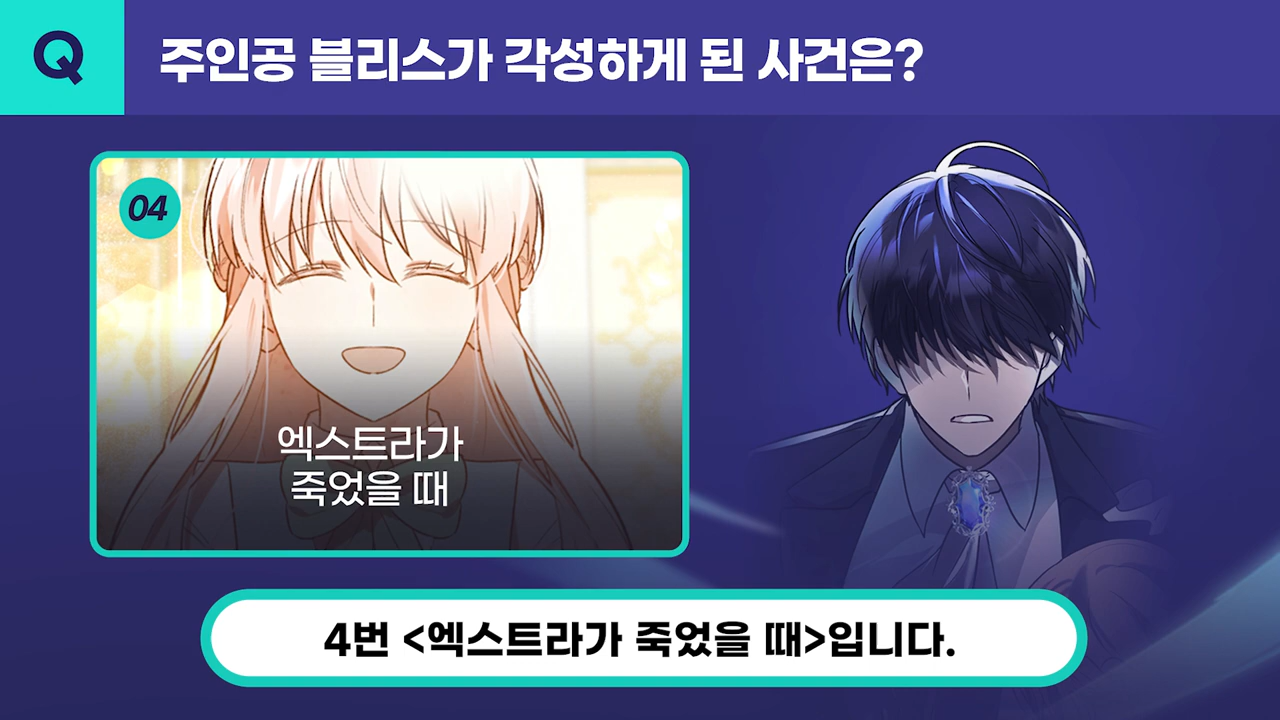 Q
주인공 블리스가 각성하게 된 사건은?
04
엑스트라가
죽었을 때
4번 <엑스트라가 죽었을 때>입니다.